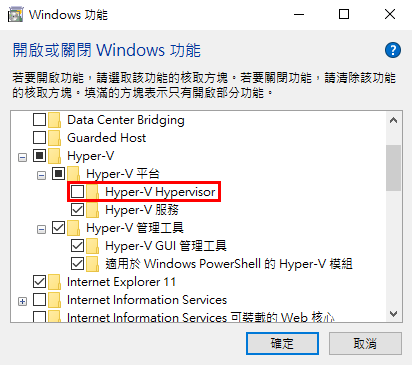 Windows 功能
開啟或關閉 Windows 功能
若要開啟功能，請選取該功能的核取方塊。若要關閉功能，請清除該功能
的核取方塊。填滿的方塊表示只有開啟部分功能。
Data Center Bridging
Guarded Host
Hyper-V
Hyper-V 平台
Hyper-V Hypervisor
Hyper-V 服務
Hyper-V 管理工具
Hyper-V GUI 管理工具
適用於 Windows PowerShell 的 Hyper-V 模組
Internet Explorer 11
Internet Information Services
Internet Information Services 可裝載的 Web 核心
確定
取消